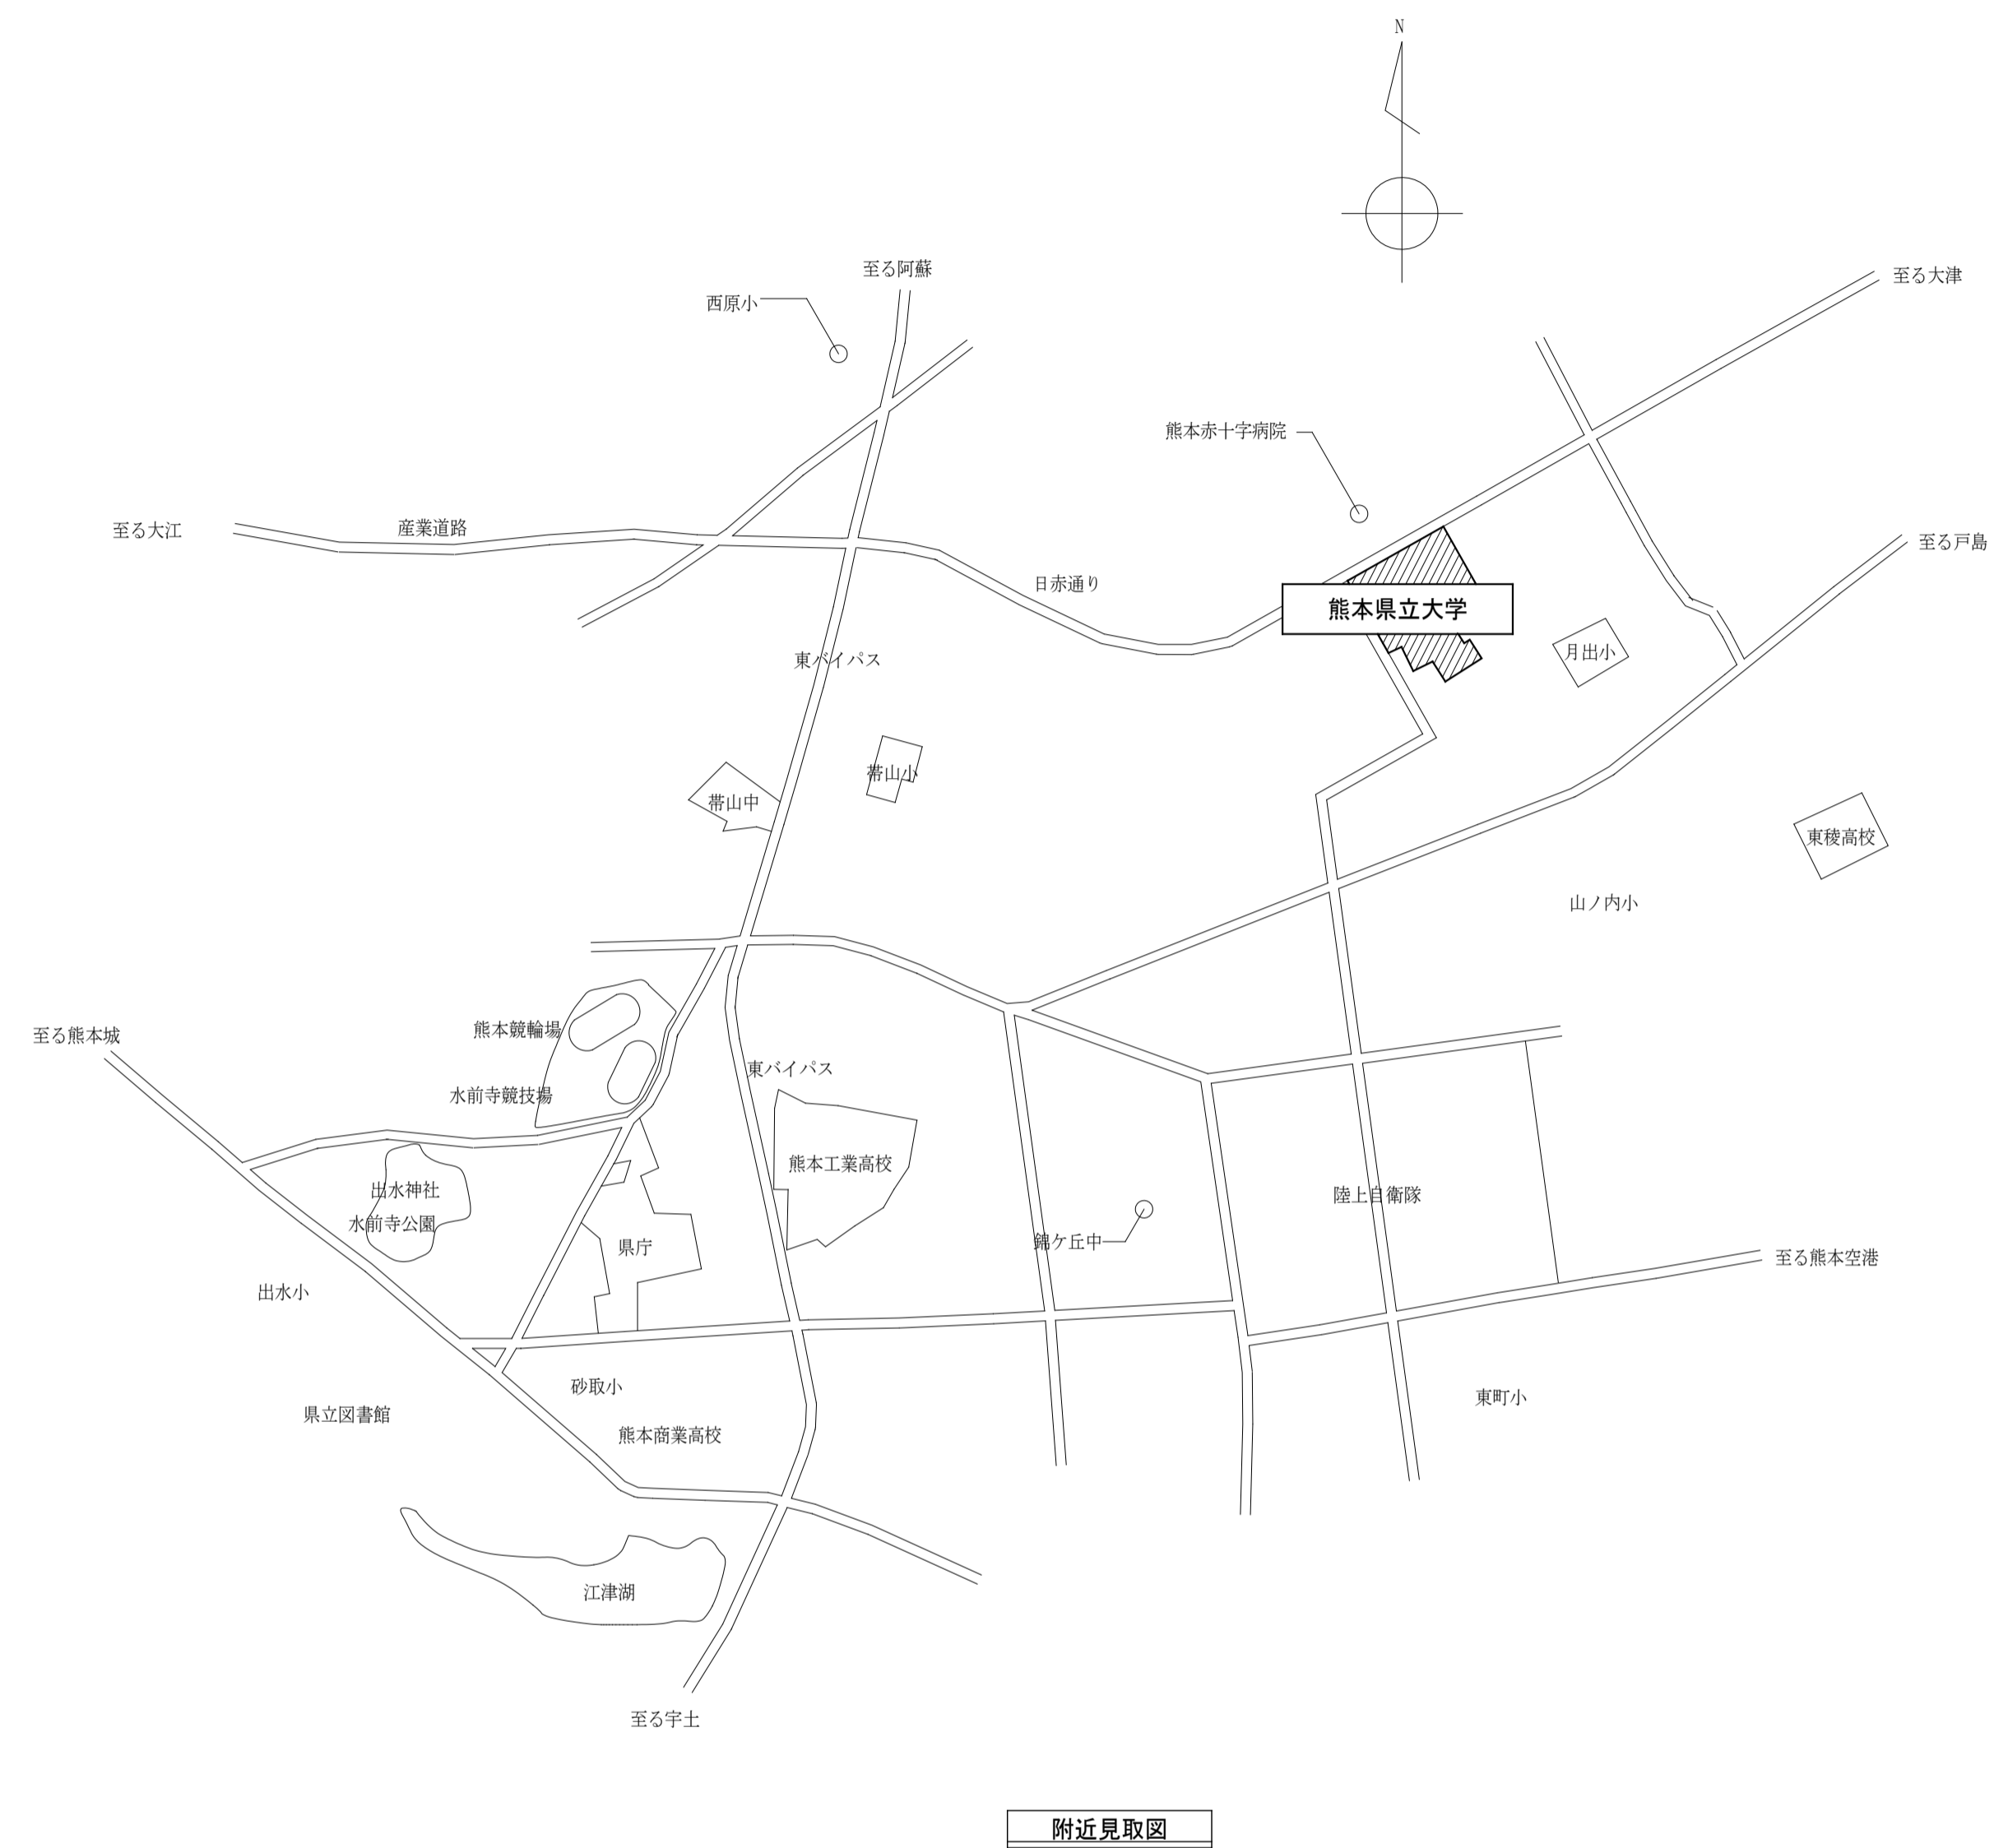 N
至る阿蘇
至る大津
西原小
熊本赤十字病院
至る大江
産業道路
至る戸島
日赤通り
熊本県立大学
月出小
東バイパス
帯山小
帯山中
東稜高校
山ノ内小
熊本競輪場
至る熊本城
東バイパス
水前寺競技場
熊本工業高校
出水神社
陸上自衛隊
水前寺公園
錦ケ丘中
県庁
至る熊本空港
出水小
砂取小
東町小
県立図書館
熊本商業高校
江津湖
至る宇土
附近見取図